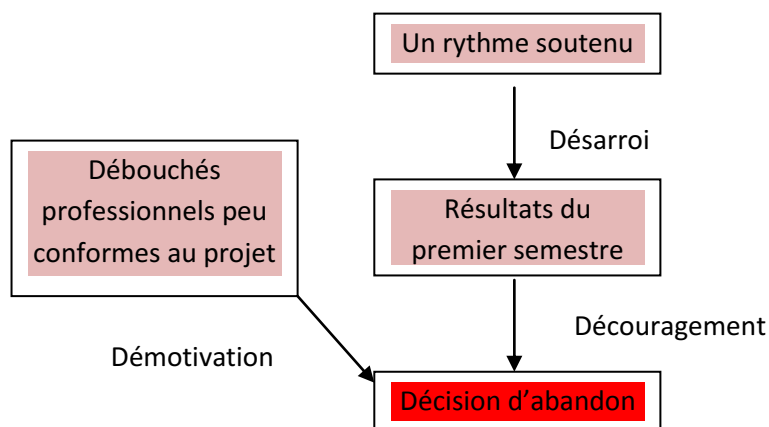 Un rythme soutenu
Désarroi
Débouchés
professionnels peu
conformes au projet
Résultats du
premier semestre
Découragement
Démotivation
Décision d’abandon